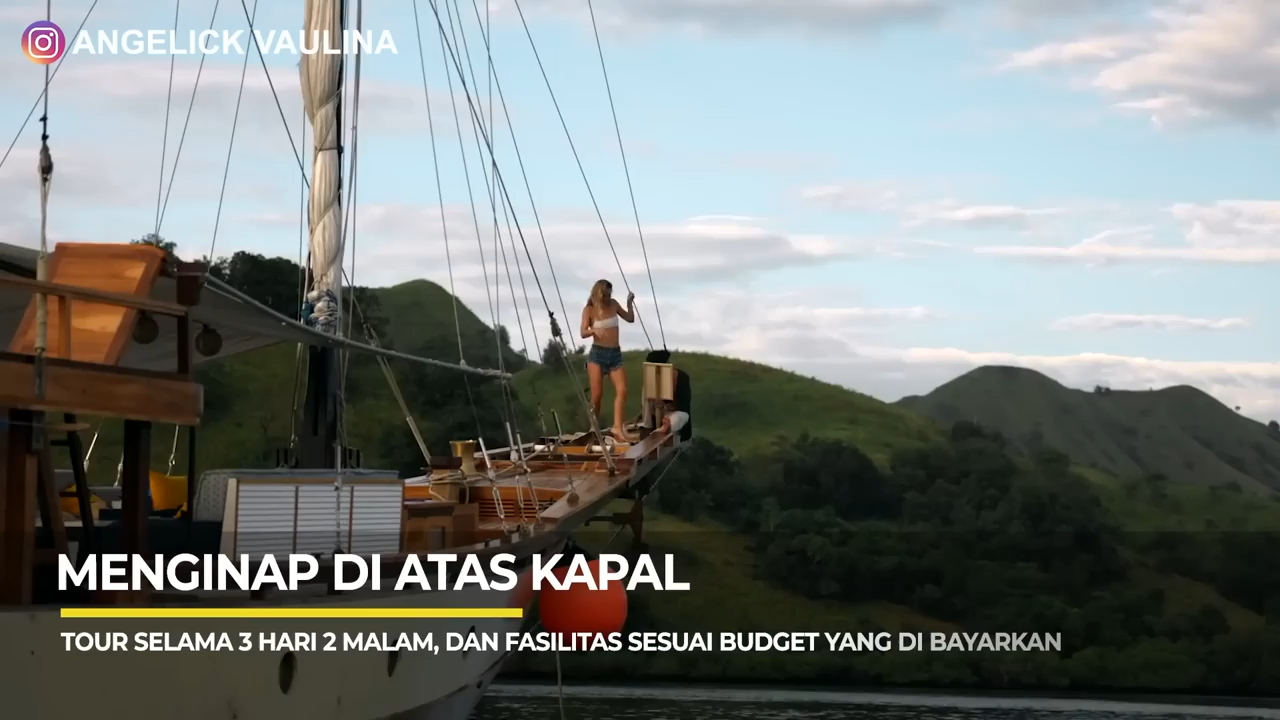 ANGELICK VAULINA
MENGINAP DI ATAS KAPAL
TOUR SELAMA 3 HARI 2 MALAM, DAN FASILITAS SESUAI BUDGET YANG DI BAYARKAN